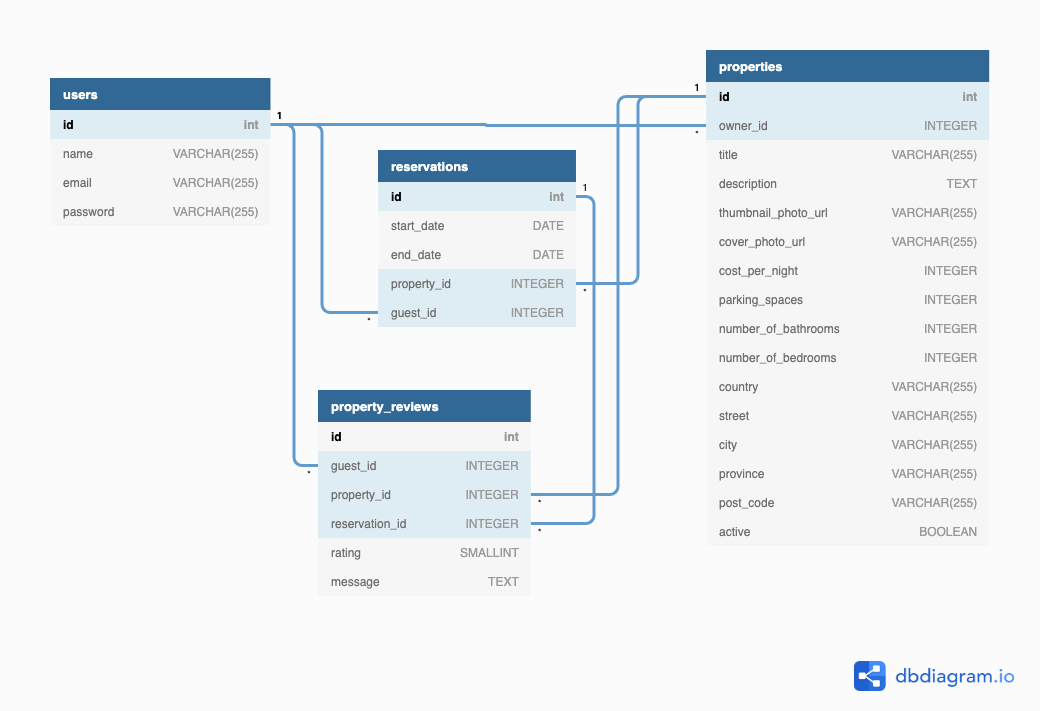 users
id int
name VARCHAR(255)
email VARCHAR(255)
password VARCHAR(255)
1
reservations
id int
start_date DATE
end_date DATE
property_id INTEGER
guest_id INTEGER
1
*
*
property_reviews
id int
guest_id INTEGER
property_id INTEGER
reservation_id INTEGER
rating SMALLINT
message TEXT
*
*
*
properties
id int
owner_id INTEGER
title VARCHAR(255)
description TEXT
thumbnail_photo_url VARCHAR(255)
cover_photo_url VARCHAR(255)
cost_per_night INTEGER
parking_spaces INTEGER
number_of_bathrooms INTEGER
number_of_bedrooms INTEGER
country VARCHAR(255)
street VARCHAR(255)
city VARCHAR(255)
province VARCHAR(255)
post_code VARCHAR(255)
active BOOLEAN
1
*
dbdiagram.io